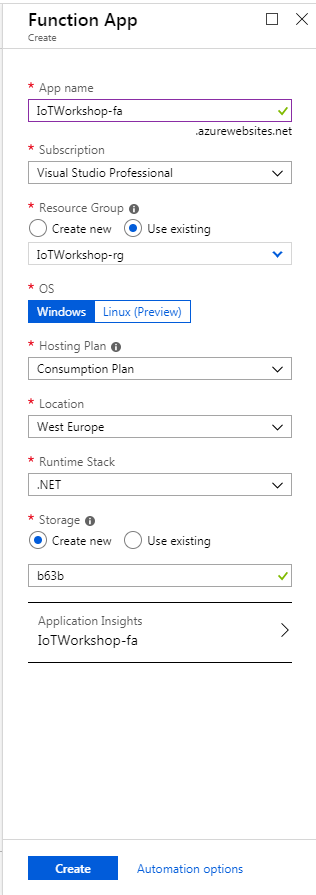 Function App
Create
* App name
IoTWorkshop-fa
.azurewebsites.net
* Subscription
Visual Studio Professional
* Resource Group
Create new Use existing
IoTWorkshop-rg
* OS
Windows Linux (Preview)
* Hosting Plan
Consumption Plan
* Location
West Europe
* Runtime Stack
.NET
* Storage
Create new Use existing
b63b
Application Insights
IoTWorkshop-fa
Create Automation options